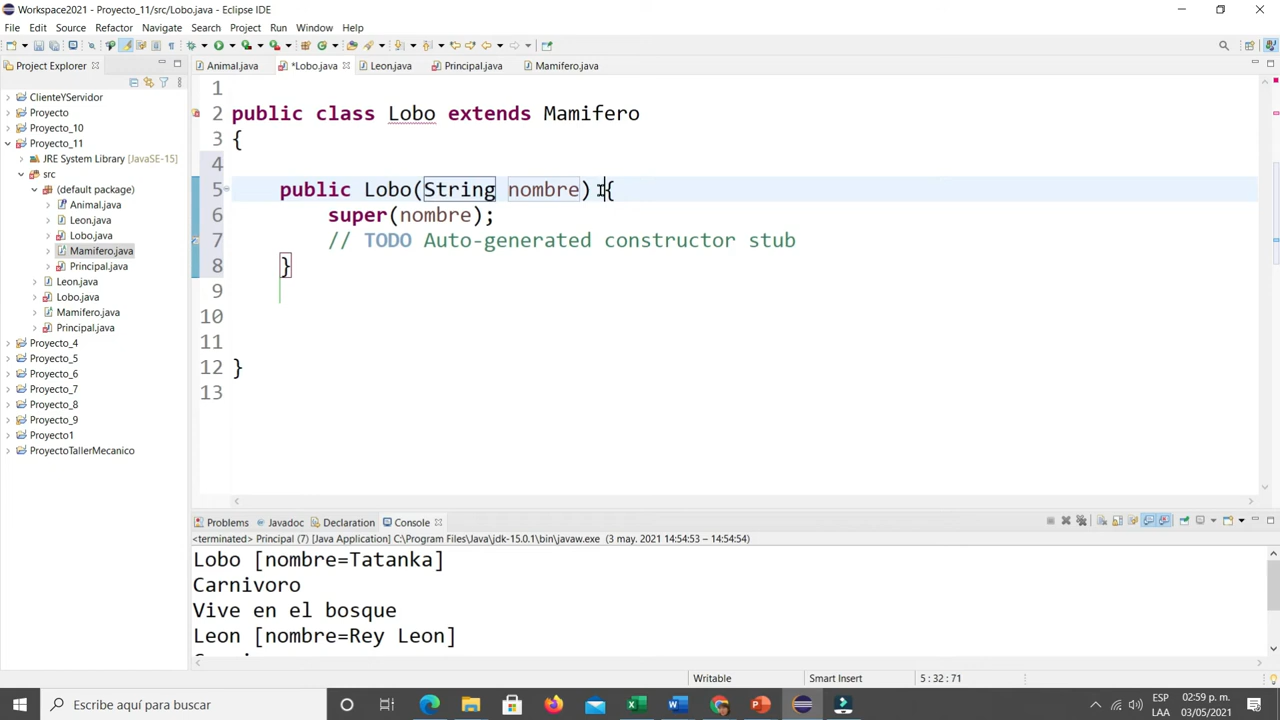 Workspace2021 - Proyecto_11/src/Lobo.java - Eclipse IDE
File Edit Source Refactor Navigate Search Project Run Window Help
Project Explorer
Animal.java
*Lobo.java
Leon.java
Principal.java
Mamifero.java
ClienteYServidor
Proyecto
Proyecto_10
Proyecto_11
JRE System Library [JavaSE-15]
src
(default package)
Animal.java
Leon.java
Lobo.java
Mamifero.java
Principal.java
Leon.java
Lobo.java
Mamifero.java
Principal.java
Proyecto_4
Proyecto_5
Proyecto_6
Proyecto_7
Proyecto_8
Proyecto_9
Proyecto1
ProyectoTallerMecanico
1
2 public class Lobo extends Mamifero
3 {
4
5 public Lobo(String nombre) {
6 super(nombre);
7 // TODO Auto-generated constructor stub
8 }
9
10
11
12 }
13
Problems Javadoc Declaration Console
<terminated> Principal (7) [Java Application] C:\Program Files\Java\jdk-15.0.1\bin\javaw.exe (3 may. 2021 14:54:53 – 14:54:54)
Lobo [nombre=Tatanka]
Carnivoro
Vive en el bosque
Leon [nombre=Rey Leon]
Writable Smart Insert 5 : 32 : 71
Escribe aquí para buscar
ESP
LAA
02:59 p. m.
03/05/2021